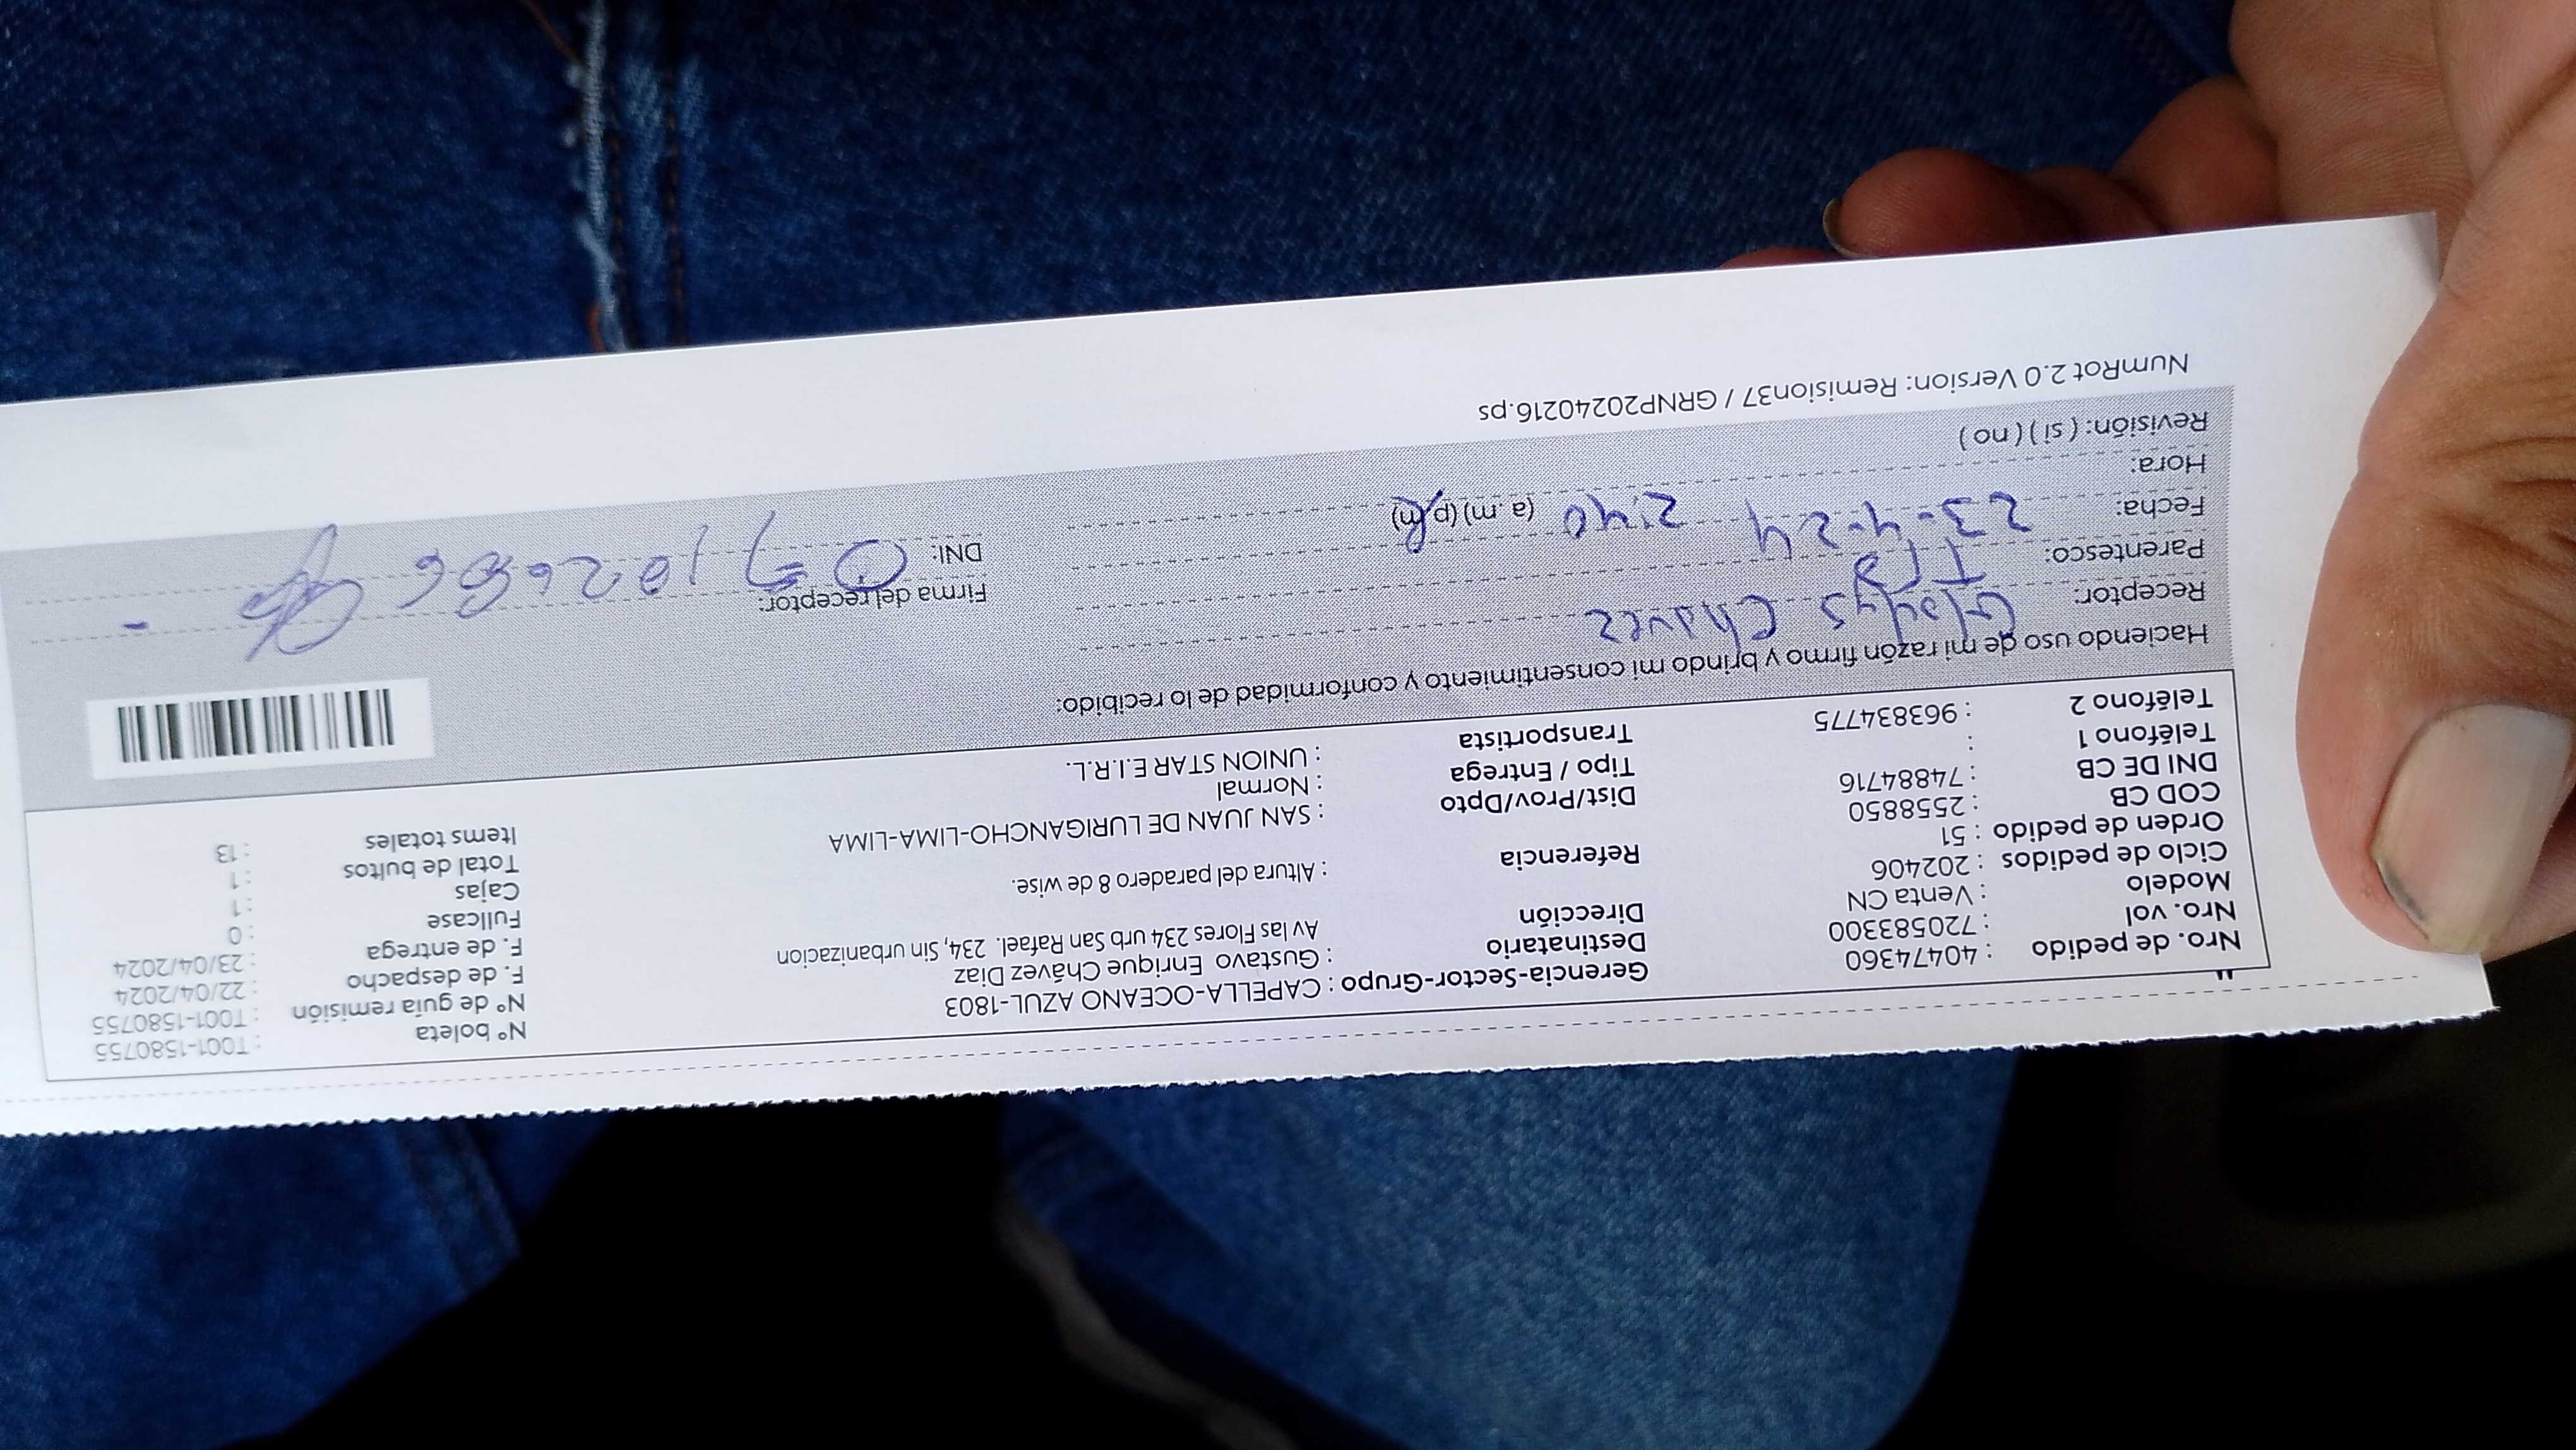 Nro. de pedido : 40474360
Nro. vol : 720583300
Modelo : Venta CN
Ciclo de pedidos : 202406
Orden de pedido : 51
COD CB : 2558850
DNI DE CB : 74884716
Teléfono 1 :
Teléfono 2 : 963834775
Gerencia-Sector-Grupo : CAPELLA-OCEANO AZUL-1803
Destinatario : Gustavo Enrique Chávez Diaz
Dirección Av las Flores 234 urb San Rafael. 234, Sin urbanizacion
Referencia : Altura del paradero 8 de wise.
Dist/Prov/Dpto : SAN JUAN DE LURIGANCHO-LIMA-LIMA
Tipo / Entrega : Normal
Transportista : UNION STAR E.I.R.L.
N° boleta : T001-1580755
N° de guia remisión : T001-1580755
F. de despacho : 22/04/2024
F. de entrega : 23/04/2024
Fullcase : 0
Cajas : 1
Total de bultos : 1
Items totales : 13
Haciendo uso de mi razón firmo y brindo mi consentimiento y conformidad de lo recibido:
Receptor: Gladys Chavez
Parentesco:
Fecha: 23-4-24 2:40 (a.m) (p.m)
Hora:
Revisión: ( sí ) ( no )
Firma del receptor:
DNI:
NumRot 2.0 Version: Remision37 / GRNP20240216.ps